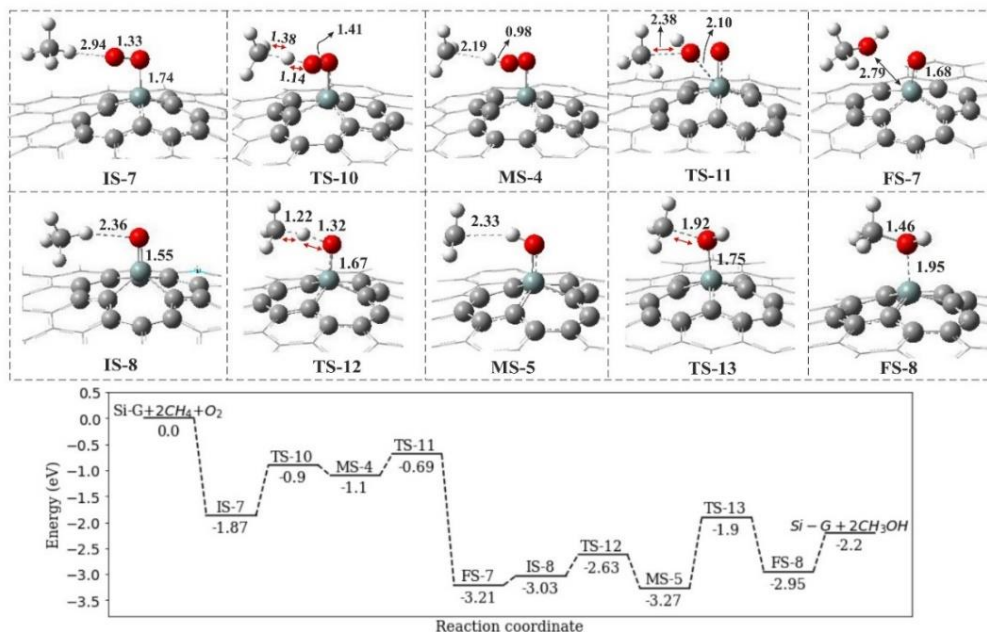 2.94 1.33 1.74
IS-7
1.38 1.41 1.14
TS-10
2.19 0.98
MS-4
2.38 2.10
TS-11
2.79 1.68
FS-7
2.36 1.55
IS-8
1.22 1.32 1.67
TS-12
2.33
MS-5
1.92 1.75
TS-13
1.46 1.95
FS-8
Energy (eV)
0.5
0.0
−0.5
−1.0
−1.5
−2.0
−2.5
−3.0
−3.5
Si-G+2CH₄+O₂
0.0
IS-7
-1.87
TS-10
-0.9
MS-4
-1.1
TS-11
-0.69
FS-7
-3.21
IS-8
-3.03
TS-12
-2.63
MS-5
-3.27
TS-13
-1.9
FS-8
-2.95
Si − G + 2CH₃OH
-2.2
Reaction coordinate